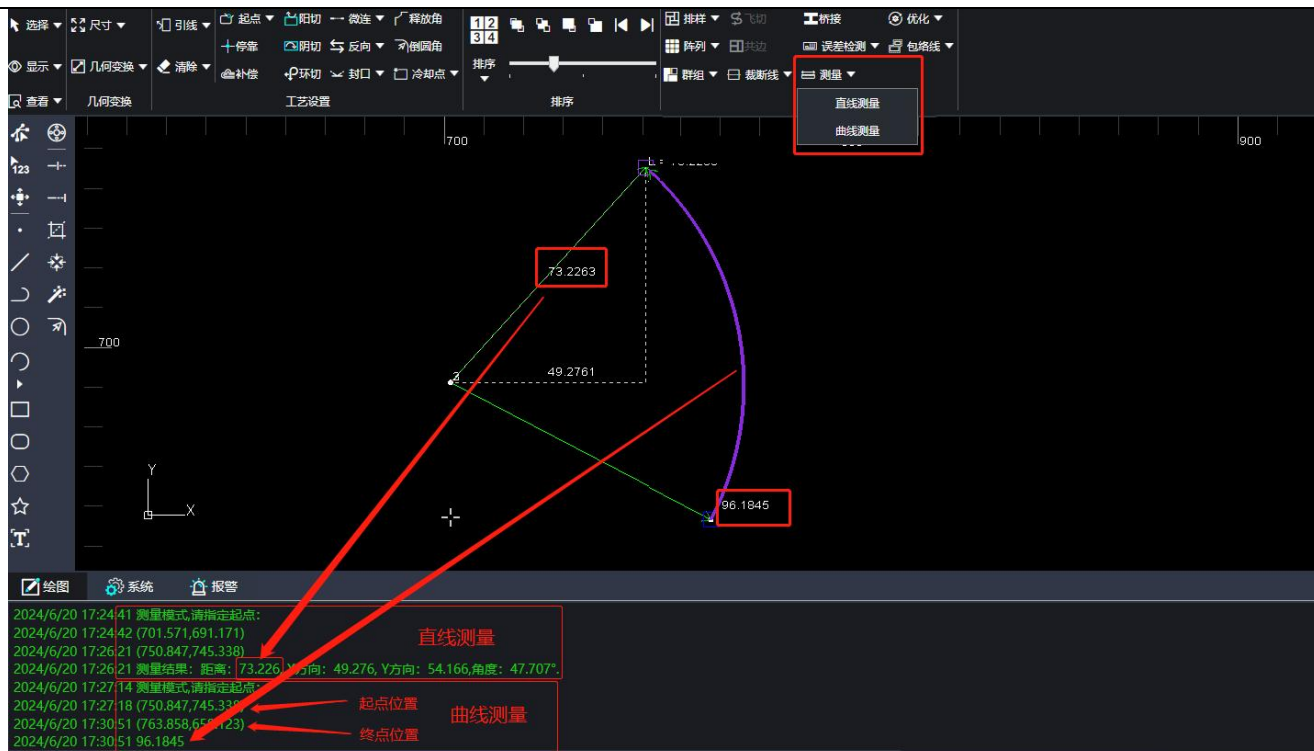 选择 尺寸 引线 起点 阳切 微连 释放角 1 2 3 4 排样 飞切 桥接 优化
停靠 阴切 反向 倒圆角 阵列 共边 误差检测 包络线
显示 几何变换 清除 补偿 环切 封口 冷却点 排序 群组 裁断线 测量
查看 几何变换 工艺设置 排序 直线测量
曲线测量
700 900
123
73.2263
700
49.2761
3
96.1845
Y
X
T
绘图 系统 报警
2024/6/20 17:24:41 测量模式,请指定起点:
2024/6/20 17:24:42 (701.571,691.171)
直线测量
2024/6/20 17:26:21 (750.847,745.338)
2024/6/20 17:26:21 测量结果: 距离: 73.226, X方向: 49.276, Y方向: 54.166,角度: 47.707°.
2024/6/20 17:27:14 测量模式,请指定起点:
2024/6/20 17:27:18 (750.847,745.338) 起点位置
曲线测量
2024/6/20 17:30:51 (763.858,656.123) 终点位置
2024/6/20 17:30:51 96.1845